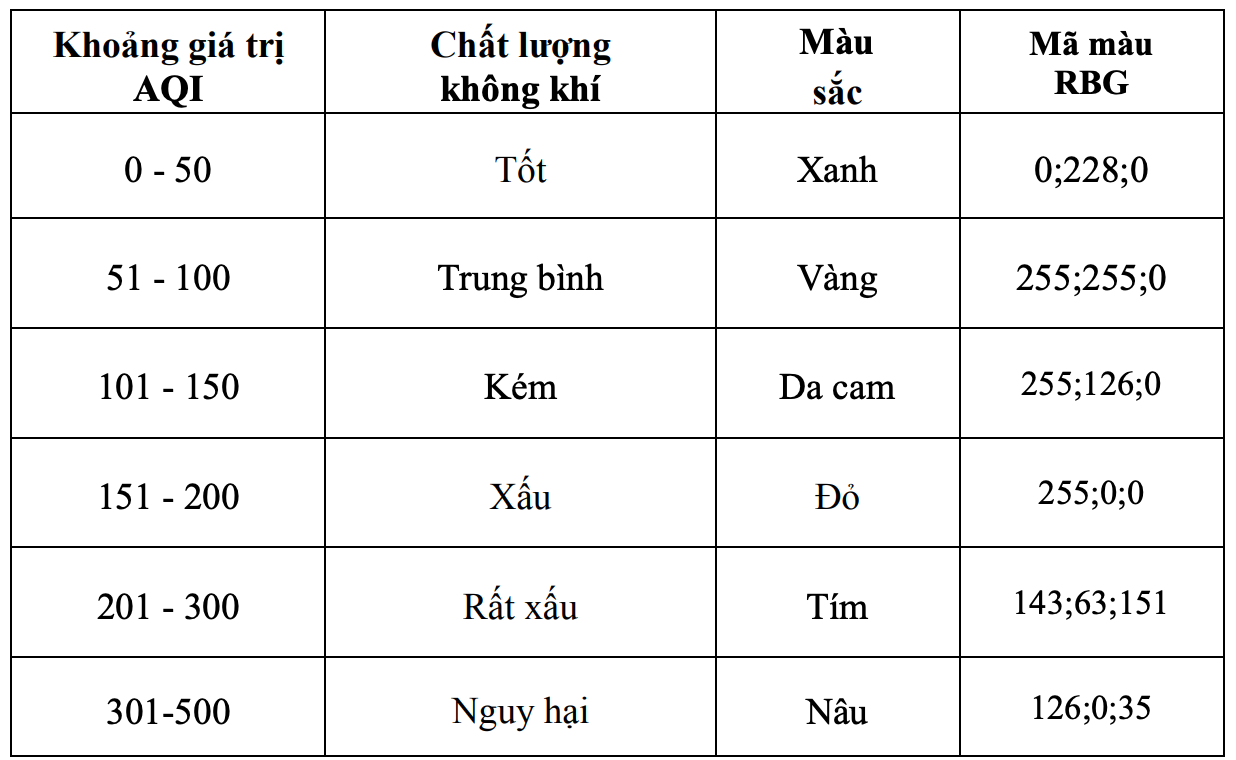 Khoảng giá trị
AQI
Chất lượng
không khí
Màu
sắc
Mã màu
RBG
0 - 50
Tốt
Xanh
0;228;0
51 - 100
Trung bình
Vàng
255;255;0
101 - 150
Kém
Da cam
255;126;0
151 - 200
Xấu
Đỏ
255;0;0
201 - 300
Rất xấu
Tím
143;63;151
301-500
Nguy hại
Nâu
126;0;35